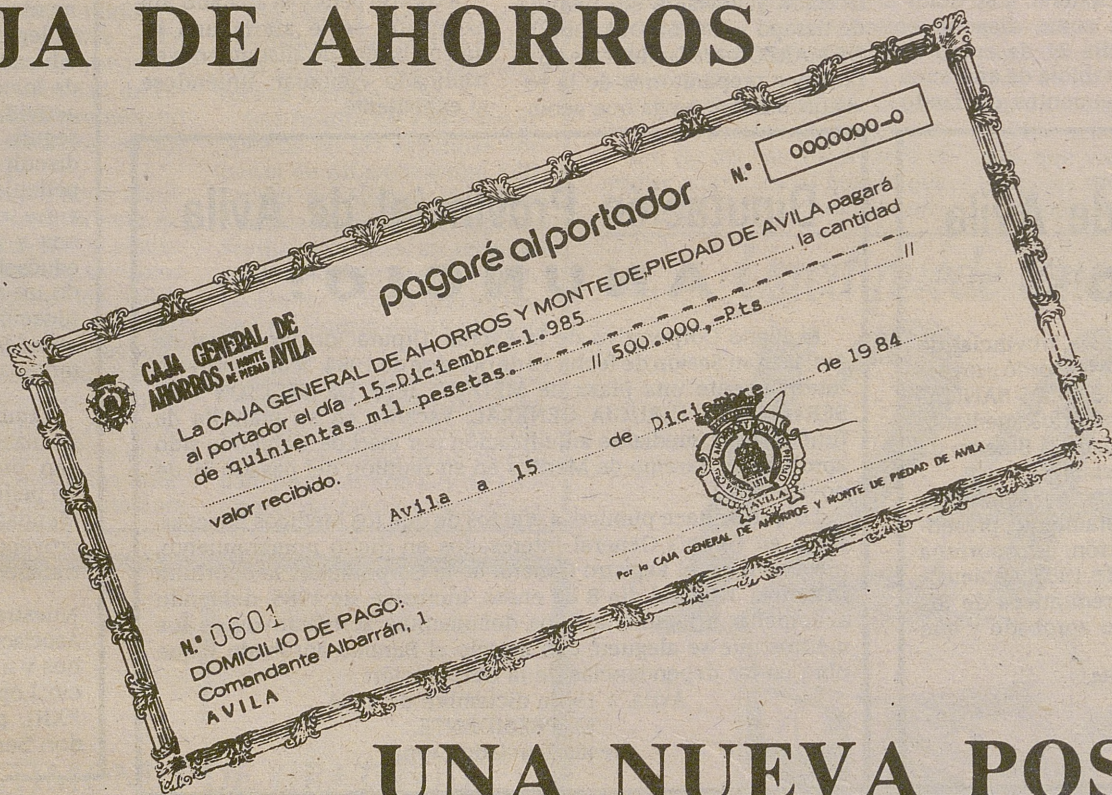 JA DE AHORROS
pagaré al portador
N.º 0000000-0
CAJA GENERAL DE
AHORROS Y MONTE DE PIEDAD AVILA
La CAJA GENERAL DE AHORROS Y MONTE DE PIEDAD DE AVILA pagará
al portador el día 15-Diciembre-1.985 la cantidad
de quinientas mil pesetas. - - - - - - - - - - - -
// 500.000,-Pts //
valor recibido.
Avila a 15 de Diciembre de 1984
Por la CAJA GENERAL DE AHORROS Y MONTE DE PIEDAD DE AVILA
N.º 0601
DOMICILIO DE PAGO:
Comandante Albarrán, 1
AVILA
UNA NUEVA POS